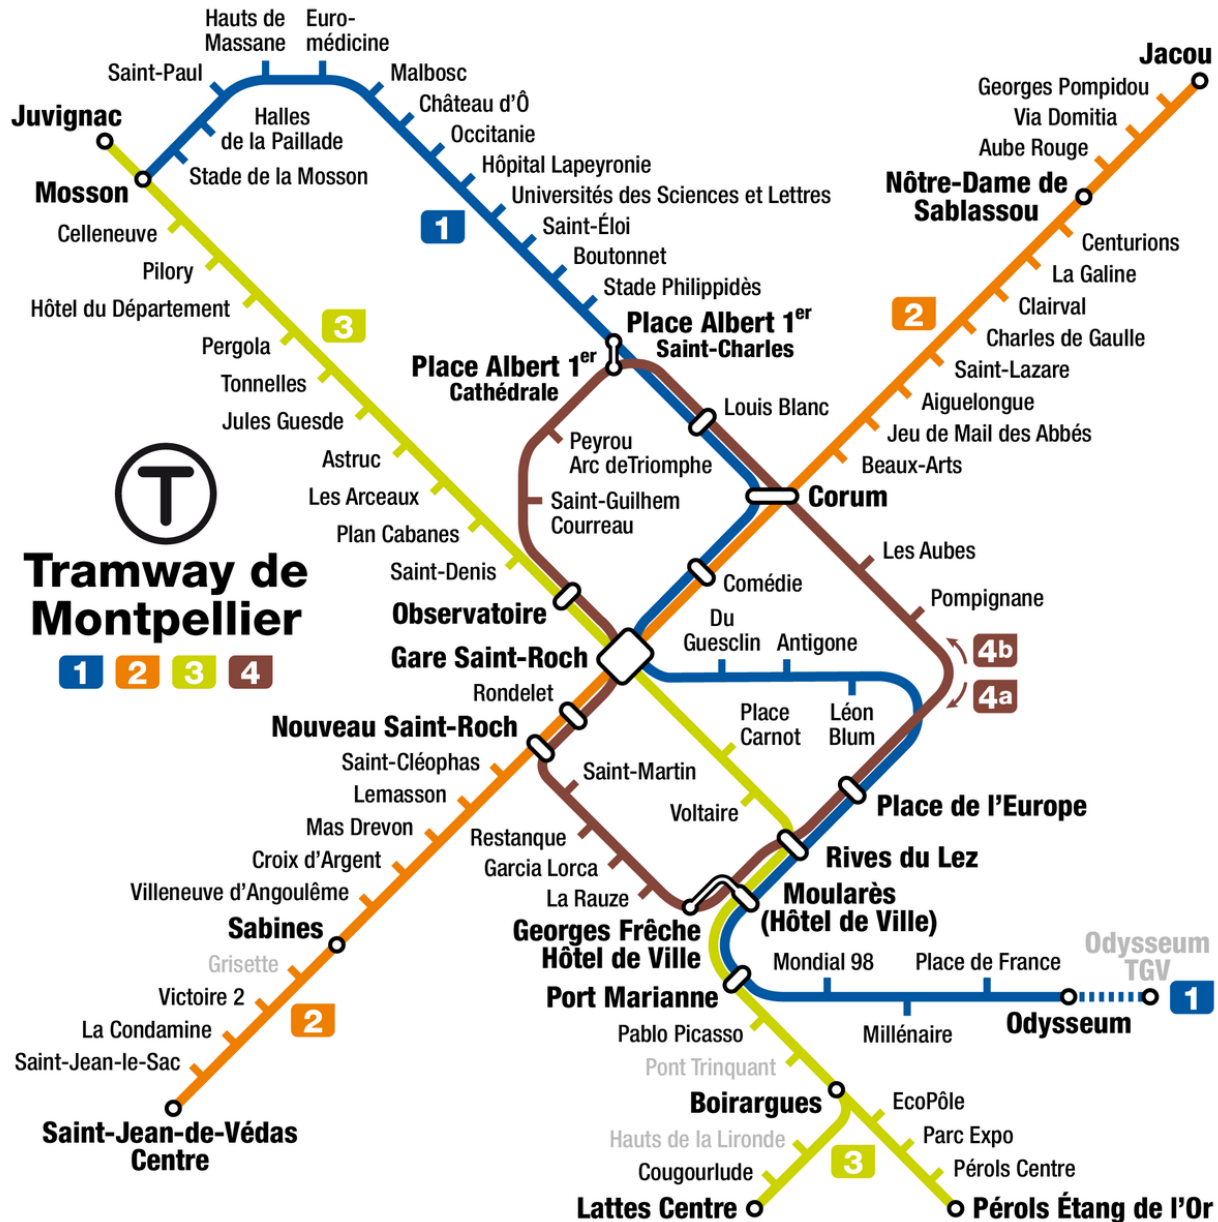 Hauts de
Massane
Euro-
médicine
Saint-Paul
Malbosc
Château d'Ô
Juvignac
Halles
de la Paillade
Occitanie
Stade de la Mosson
Hôpital Lapeyronie
Mosson
Universités des Sciences et Lettres
1
Saint-Éloi
Boutonnet
Stade Philippidès
Jacou
Georges Pompidou
Via Domitia
Aube Rouge
Nôtre-Dame de
Sablassou
Centurions
La Galine
Clairval
2
Charles de Gaulle
Saint-Lazare
Aiguelongue
Jeu de Mail des Abbés
Beaux-Arts
Celleneuve
Pilory
Hôtel du Département
3
Pergola
Tonnelles
Jules Guesde
Astruc
Les Arceaux
Plan Cabanes
Saint-Denis
Place Albert 1er
Saint-Charles
Place Albert 1er
Cathédrale
Louis Blanc
Peyrou
Arc deTriomphe
Saint-Guilhem
Courreau
Corum
Les Aubes
Pompignane
Comédie
T
Tramway de
Montpellier
1 2 3 4
Observatoire
Gare Saint-Roch
Du
Guesclin
Antigone
4b
4a
Rondelet
Nouveau Saint-Roch
Place
Carnot
Léon
Blum
Saint-Cléophas
Saint-Martin
Lemasson
Voltaire
Place de l'Europe
Mas Drevon
Restanque
Croix d'Argent
Garcia Lorca
Rives du Lez
Villeneuve d'Angoulême
La Rauze
Moularès
(Hôtel de Ville)
Sabines
Georges Frêche
Hôtel de Ville
Grisette
Mondial 98
Place de France
Odysseum
TGV
Port Marianne
1
Victoire 2
2
Odysseum
Millénaire
La Condamine
Pablo Picasso
Saint-Jean-le-Sac
Pont Trinquant
Boirargues
EcoPôle
Saint-Jean-de-Védas
Centre
Hauts de la Lironde
Parc Expo
3
Cougourlude
Pérols Centre
Lattes Centre
Pérols Étang de l'Or